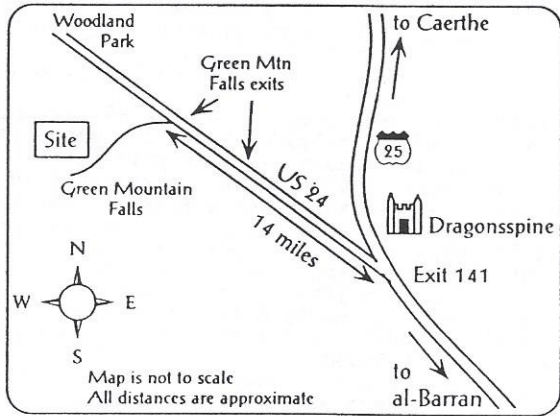 Woodland
Park
to Caerthe
Green Mtn
Falls exits
25
Site
US 24
Green Mountain
Falls
14 miles
Dragonsspine
Exit 141
N
W
E
S
to
al-Barran
Map is not to scale
All distances are approximate